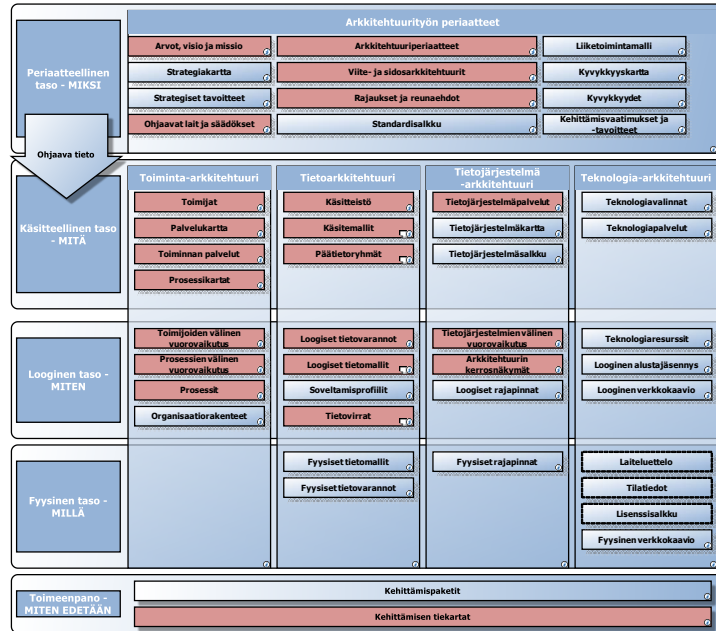 Arkkitehtuurityön periaatteet
Periaatteellinen
taso - MIKSI
Arvot, visio ja missio
Arkkitehtuuriperiaatteet
Liiketoimintamalli
Strategiakartta
Viite- ja sidosarkkitehtuurit
Kyvykkyyskartta
Strategiset tavoitteet
Rajaukset ja reunaehdot
Kyvykkyydet
Ohjaavat lait ja säädökset
Standardisalkku
Kehittämisvaatimukset ja
-tavoitteet
Ohjaava tieto
Toiminta-arkkitehtuuri
Tietoarkkitehtuuri
Tietojärjestelmä
-arkkitehtuuri
Teknologia-arkkitehtuuri
Käsitteellinen taso
- MITÄ
Toimijat
Käsitteistö
Tietojärjestelmäpalvelut
Teknologiavalinnat
Palvelukartta
Käsitemallit
Tietojärjestelmäkartta
Teknologiapalvelut
Toiminnan palvelut
Päätietoryhmät
Tietojärjestelmäsalkku
Prosessikartat
Looginen taso -
MITEN
Toimijoiden välinen
vuorovaikutus
Loogiset tietovarannot
Tietojärjestelmien välinen
vuorovaikutus
Teknologiaresurssit
Prosessien välinen
vuorovaikutus
Loogiset tietomallit
Arkkitehtuurin
kerrosnäkymät
Looginen alustajäsennys
Prosessit
Soveltamisprofiilit
Loogiset rajapinnat
Looginen verkkokaavio
Organisaatiorakenteet
Tietovirrat
Fyysinen taso -
MILLÄ
Fyysiset tietomallit
Fyysiset rajapinnat
Laiteluettelo
Fyysiset tietovarannot
Tilatiedot
Lisenssisalkku
Fyysinen verkkokaavio
Toimeenpano -
MITEN EDETÄÄN
Kehittämispaketit
Kehittämisen tiekartat